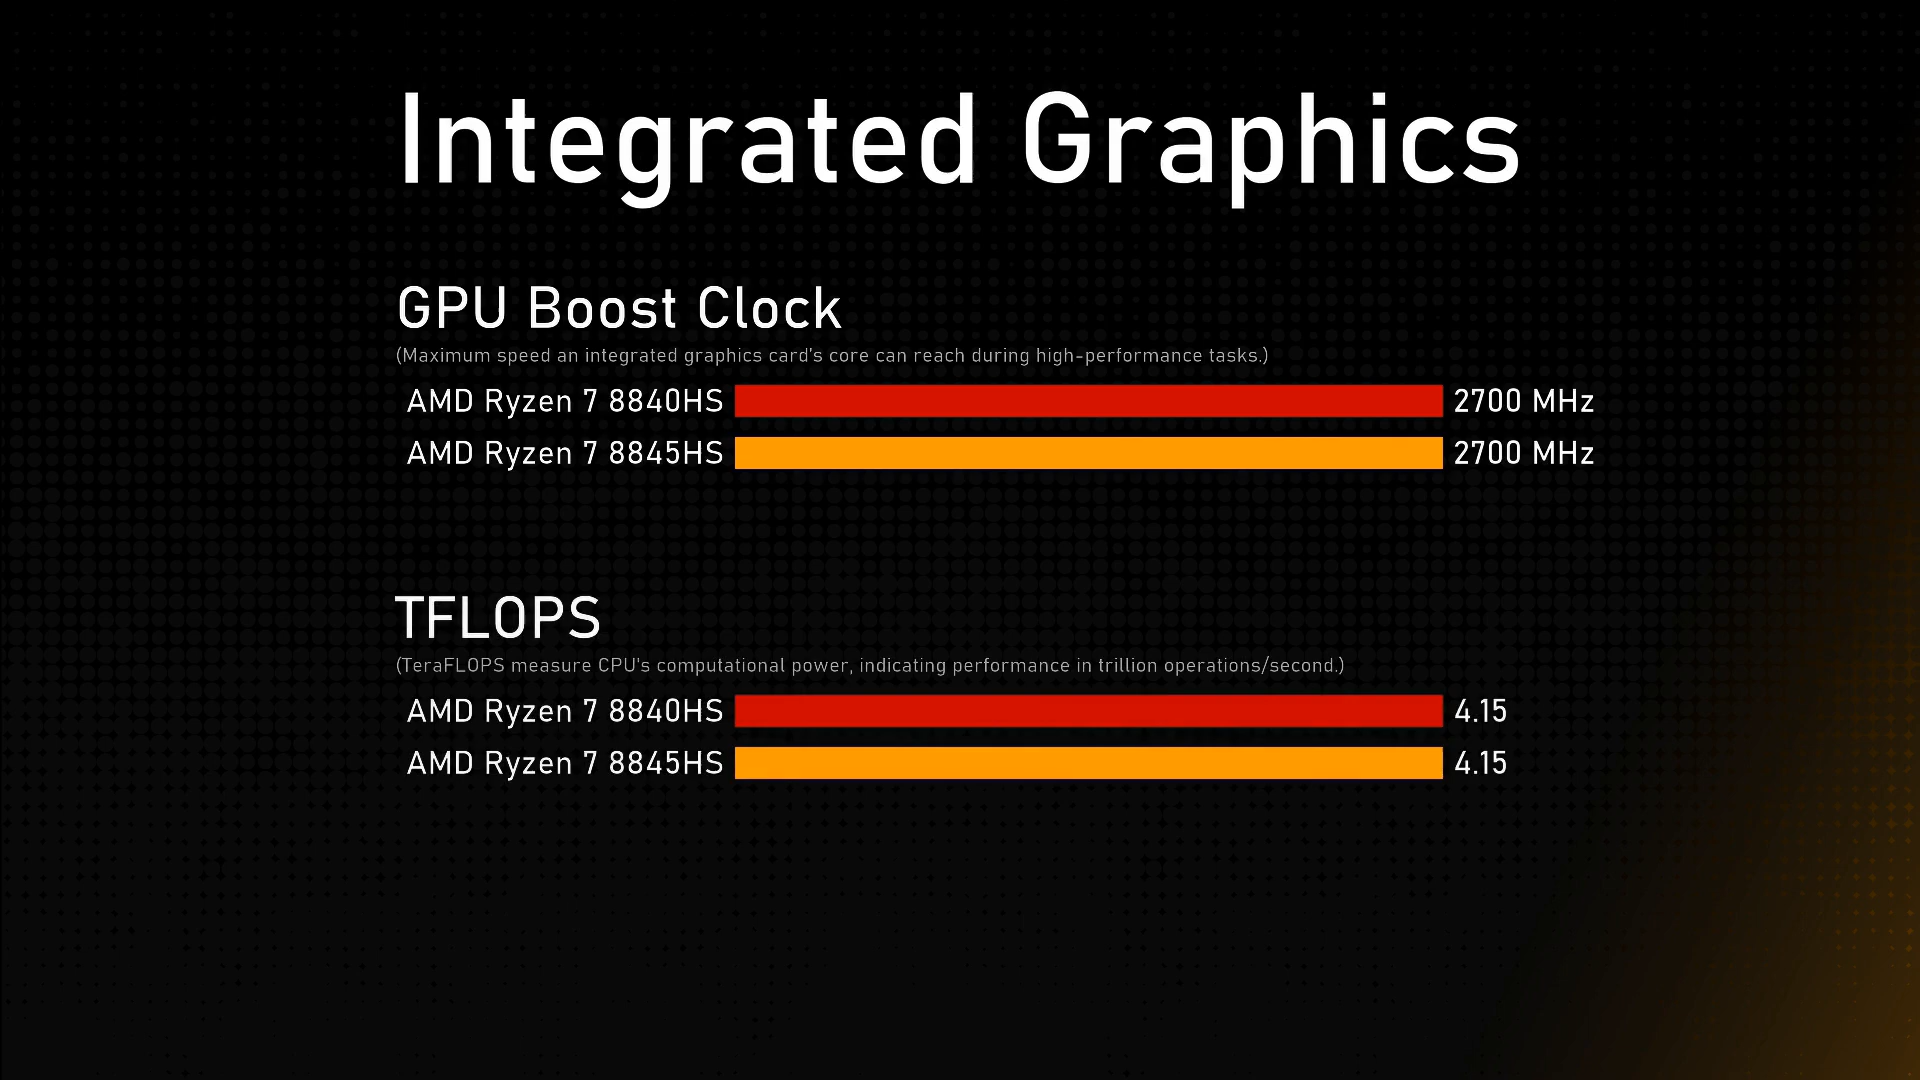 Integrated Graphics
GPU Boost Clock
(Maximum speed an integrated graphics card's core can reach during high-performance tasks.)
AMD Ryzen 7 8840HS 2700 MHz
AMD Ryzen 7 8845HS 2700 MHz
TFLOPS
(TeraFLOPS measure CPU's computational power, indicating performance in trillion operations/second.)
AMD Ryzen 7 8840HS 4.15
AMD Ryzen 7 8845HS 4.15